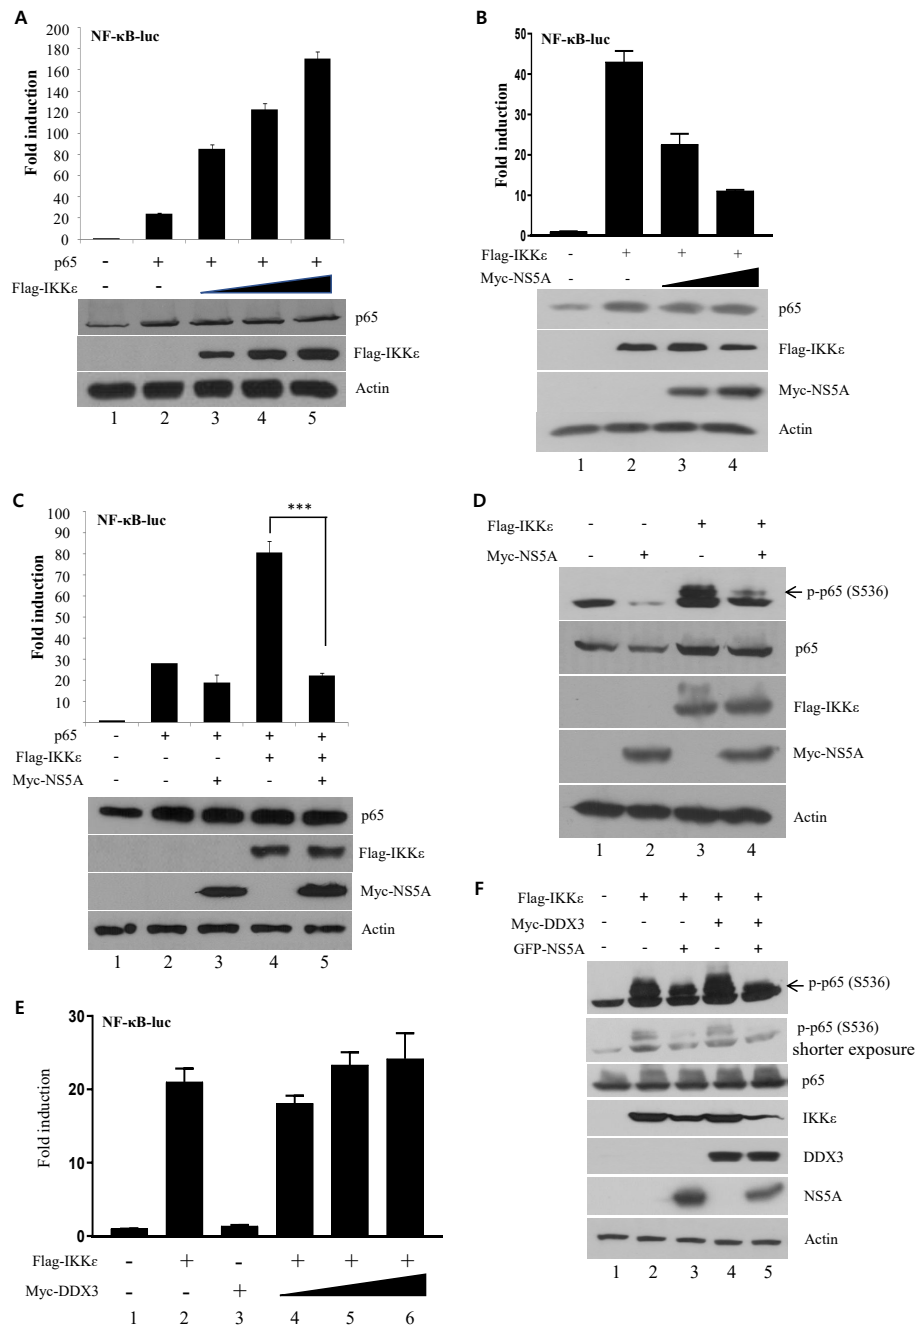 A
NF-κB-luc
Fold induction
200
180
160
140
120
100
80
60
40
20
0
p65 - + + + +
Flag-IKKε - -
p65
Flag-IKKε
Actin
1 2 3 4 5
B
NF-κB-luc
Fold induction
50
40
30
20
10
0
Flag-IKKε - + + +
Myc-NS5A - -
p65
Flag-IKKε
Myc-NS5A
Actin
1 2 3 4
C
NF-κB-luc
***
Fold induction
100
90
80
70
60
50
40
30
20
10
p65 - + + + +
Flag-IKKε - - - + +
Myc-NS5A - - + - +
p65
Flag-IKKε
Myc-NS5A
Actin
1 2 3 4 5
D
Flag-IKKε - - + +
Myc-NS5A - + - +
p-p65 (S536)
p65
Flag-IKKε
Myc-NS5A
Actin
1 2 3 4
E
NF-κB-luc
Fold induction
30
20
10
0
Flag-IKKε - + - + + +
Myc-DDX3 - - +
1 2 3 4 5 6
F
Flag-IKKε - + + + +
Myc-DDX3 - - - + +
GFP-NS5A - - + - +
p-p65 (S536)
p-p65 (S536)
shorter exposure
p65
IKKε
DDX3
NS5A
Actin
1 2 3 4 5